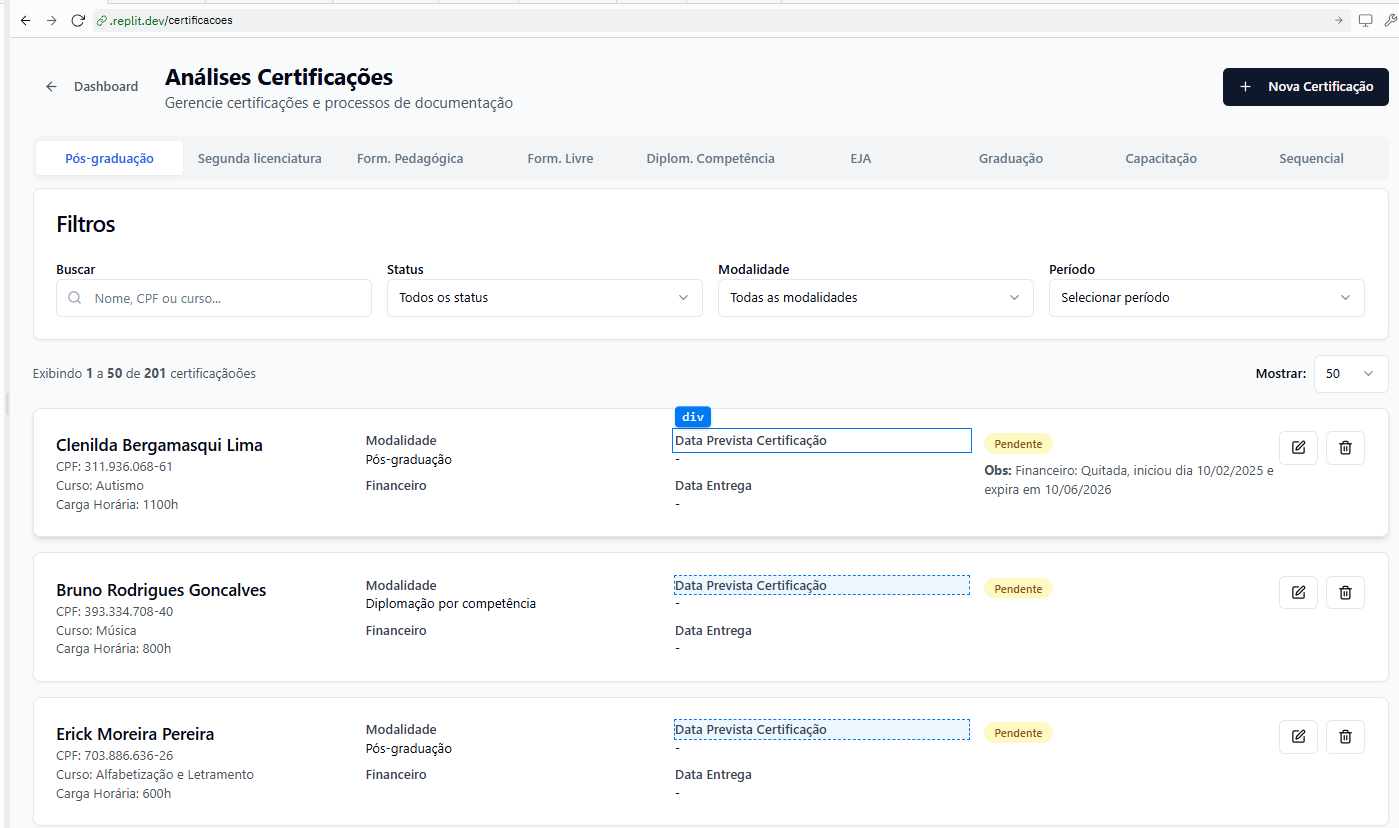 .replit.dev/certificacoes
Dashboard
Análises Certificações
Gerencie certificações e processos de documentação
Nova Certificação
Pós-graduação
Segunda licenciatura
Form. Pedagógica
Form. Livre
Diplom. Competência
EJA
Graduação
Capacitação
Sequencial
Filtros
Buscar
Nome, CPF ou curso...
Status
Todos os status
Modalidade
Todas as modalidades
Período
Selecionar período
Exibindo 1 a 50 de 201 certificaçãoões
Mostrar:
50
Clenilda Bergamasqui Lima
CPF: 311.936.068-61
Curso: Autismo
Carga Horária: 1100h
Modalidade
Pós-graduação
Financeiro
div
Data Prevista Certificação
-
Data Entrega
-
Pendente
Obs: Financeiro: Quitada, iniciou dia 10/02/2025 e
expira em 10/06/2026
Bruno Rodrigues Goncalves
CPF: 393.334.708-40
Curso: Música
Carga Horária: 800h
Modalidade
Diplomação por competência
Financeiro
Data Prevista Certificação
-
Data Entrega
-
Pendente
Erick Moreira Pereira
CPF: 703.886.636-26
Curso: Alfabetização e Letramento
Carga Horária: 600h
Modalidade
Pós-graduação
Financeiro
Data Prevista Certificação
-
Data Entrega
-
Pendente